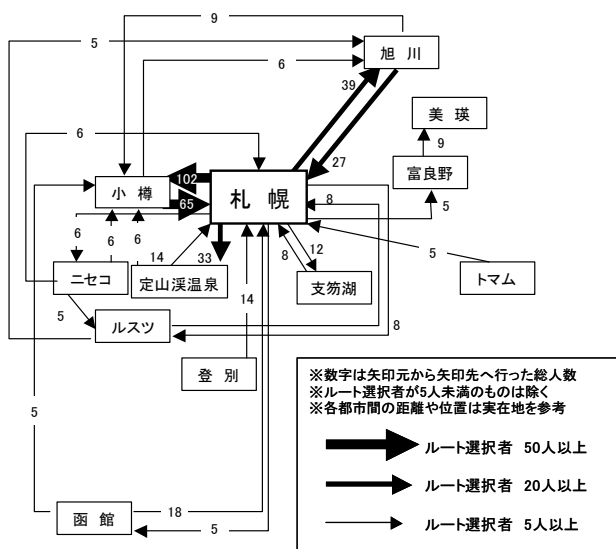 9
5
旭 川
6
39
美 瑛
6
27
9
102
小 樽
65
札 幌
富良野
8
5
6
6
6
14
33
8
12
5
ニセコ
定山渓温泉
支笏湖
トマム
5
ルスツ
14
8
登 別
※数字は矢印元から矢印先へ行った総人数
※ルート選択者が5人未満のものは除く
※各都市間の距離や位置は実在地を参考
ルート選択者 50人以上
ルート選択者 20人以上
ルート選択者 5人以上
5
函 館
18
5